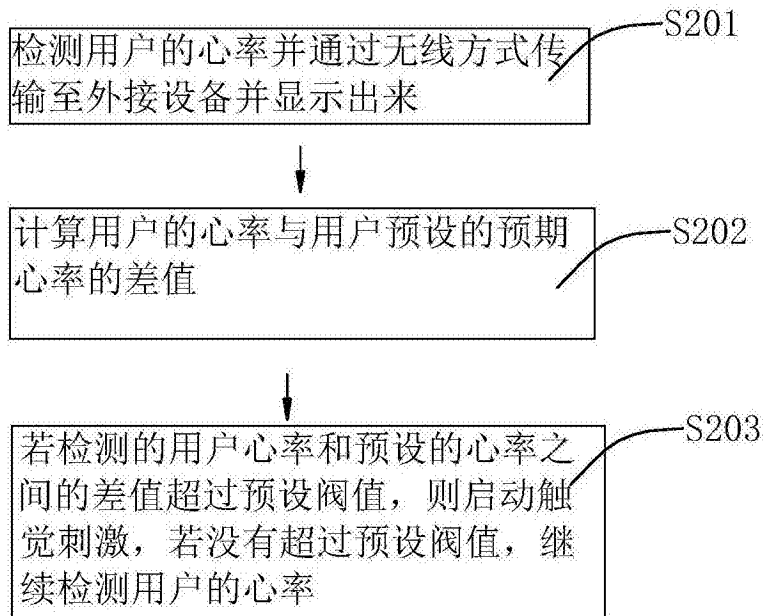 检测用户的心率并通过无线方式传
输至外接设备并显示出来
S201
计算用户的心率与用户预设的预期
心率的差值
S202
若检测的用户心率和预设的心率之
间的差值超过预设阀值，则启动触
觉刺激，若没有超过预设阀值，继
续检测用户的心率
S203